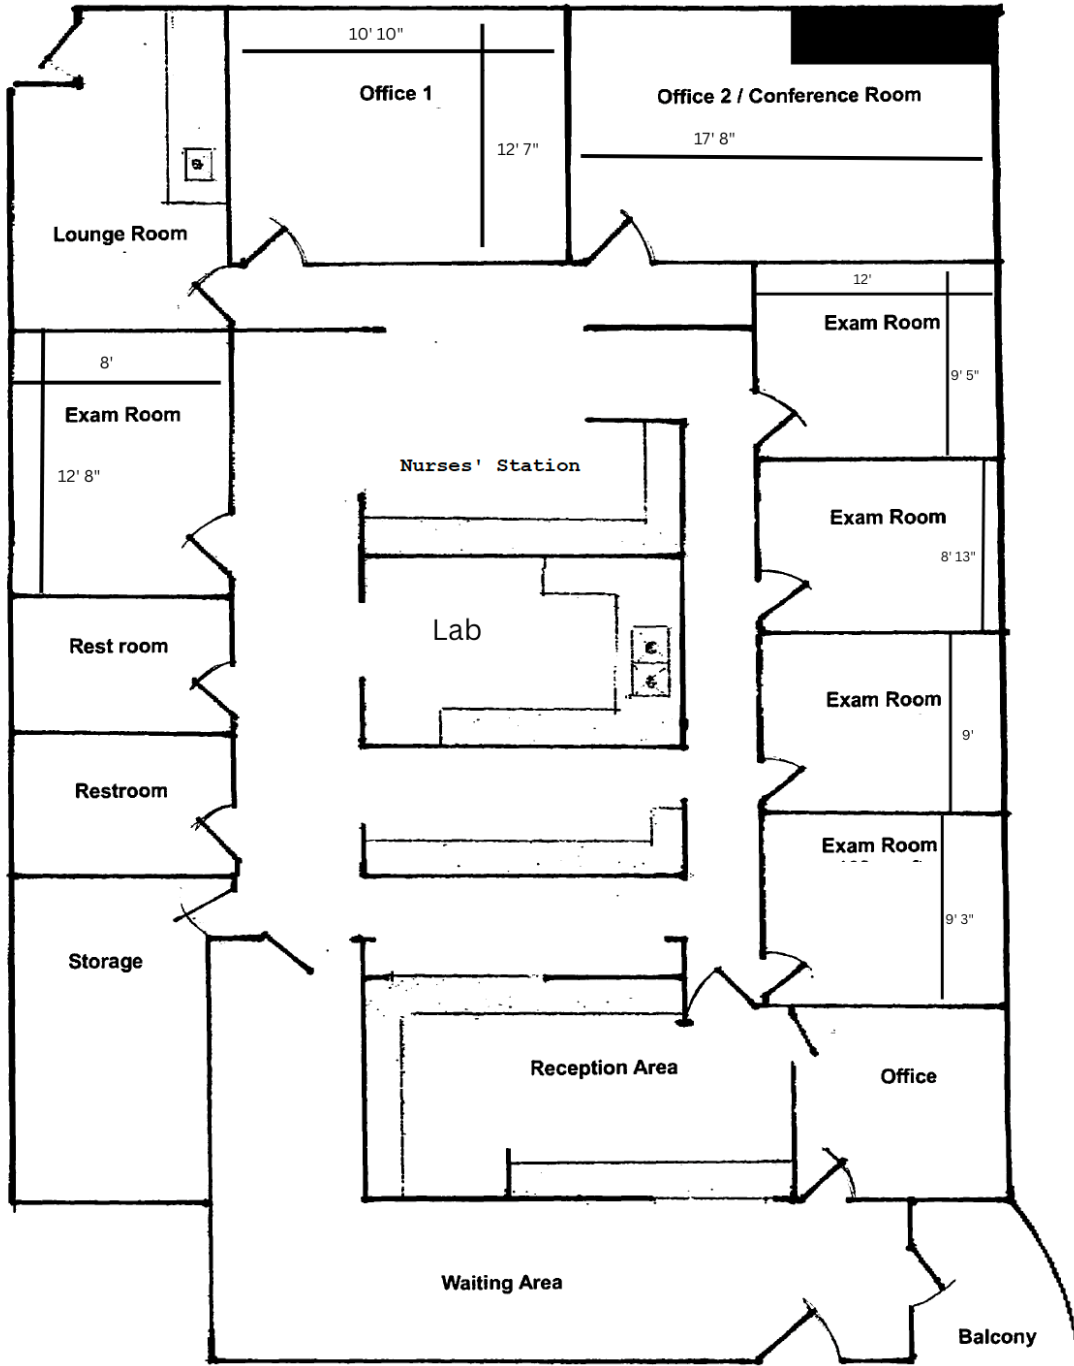 10' 10"
Office 1
12' 7"
Office 2 / Conference Room
17' 8"
Lounge Room
12'
Exam Room
9' 5"
8'
Exam Room
12' 8"
Nurses' Station
Exam Room
8' 13"
Lab
Rest room
Exam Room
9'
Restroom
Exam Room
9' 3"
Storage
Reception Area
Office
Waiting Area
Balcony